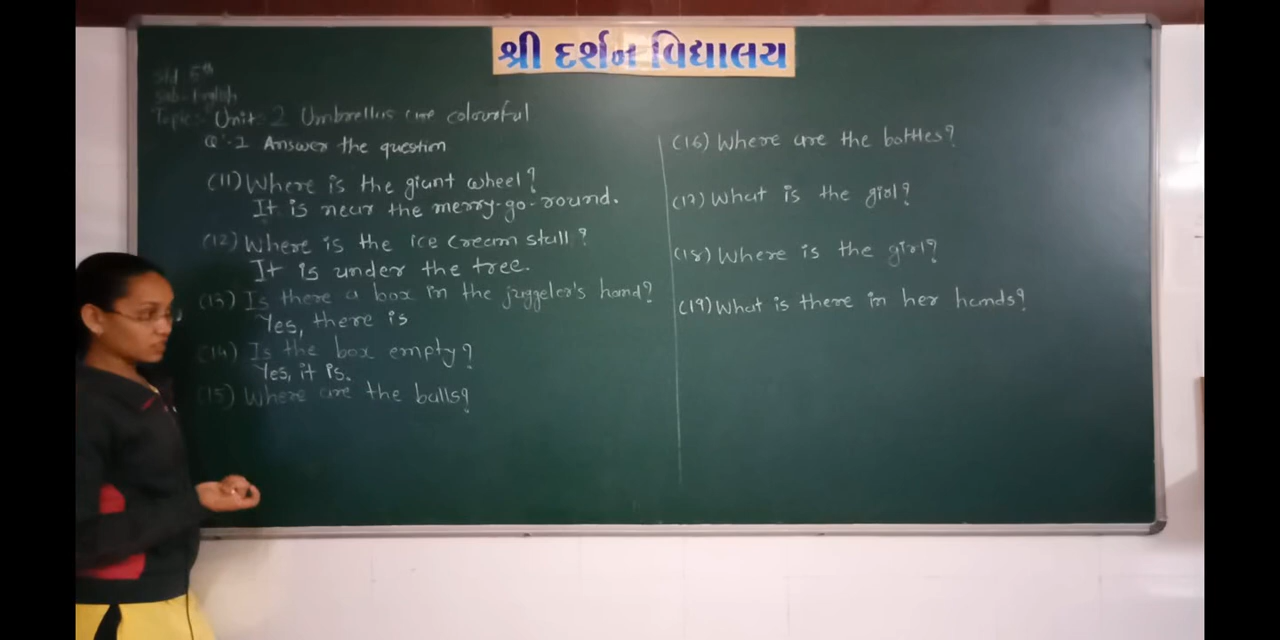 શ્રી દર્શન વિદ્યાલય
Std 5th
Sub - English
Topic: Unit: 2 Umbrellas are colourful
Q.1 Answer the question
(11) Where is the giant wheel?
It is near the merry-go-round.
(12) Where is the ice cream stall?
It is under the tree.
(13) Is there a box in the juggeler's hand?
Yes, there is
(14) Is the box empty?
Yes, it is.
(15) Where are the balls?
(16) Where are the bottles?
(17) What is the girl?
(18) Where is the girl?
(19) What is there in her hands?